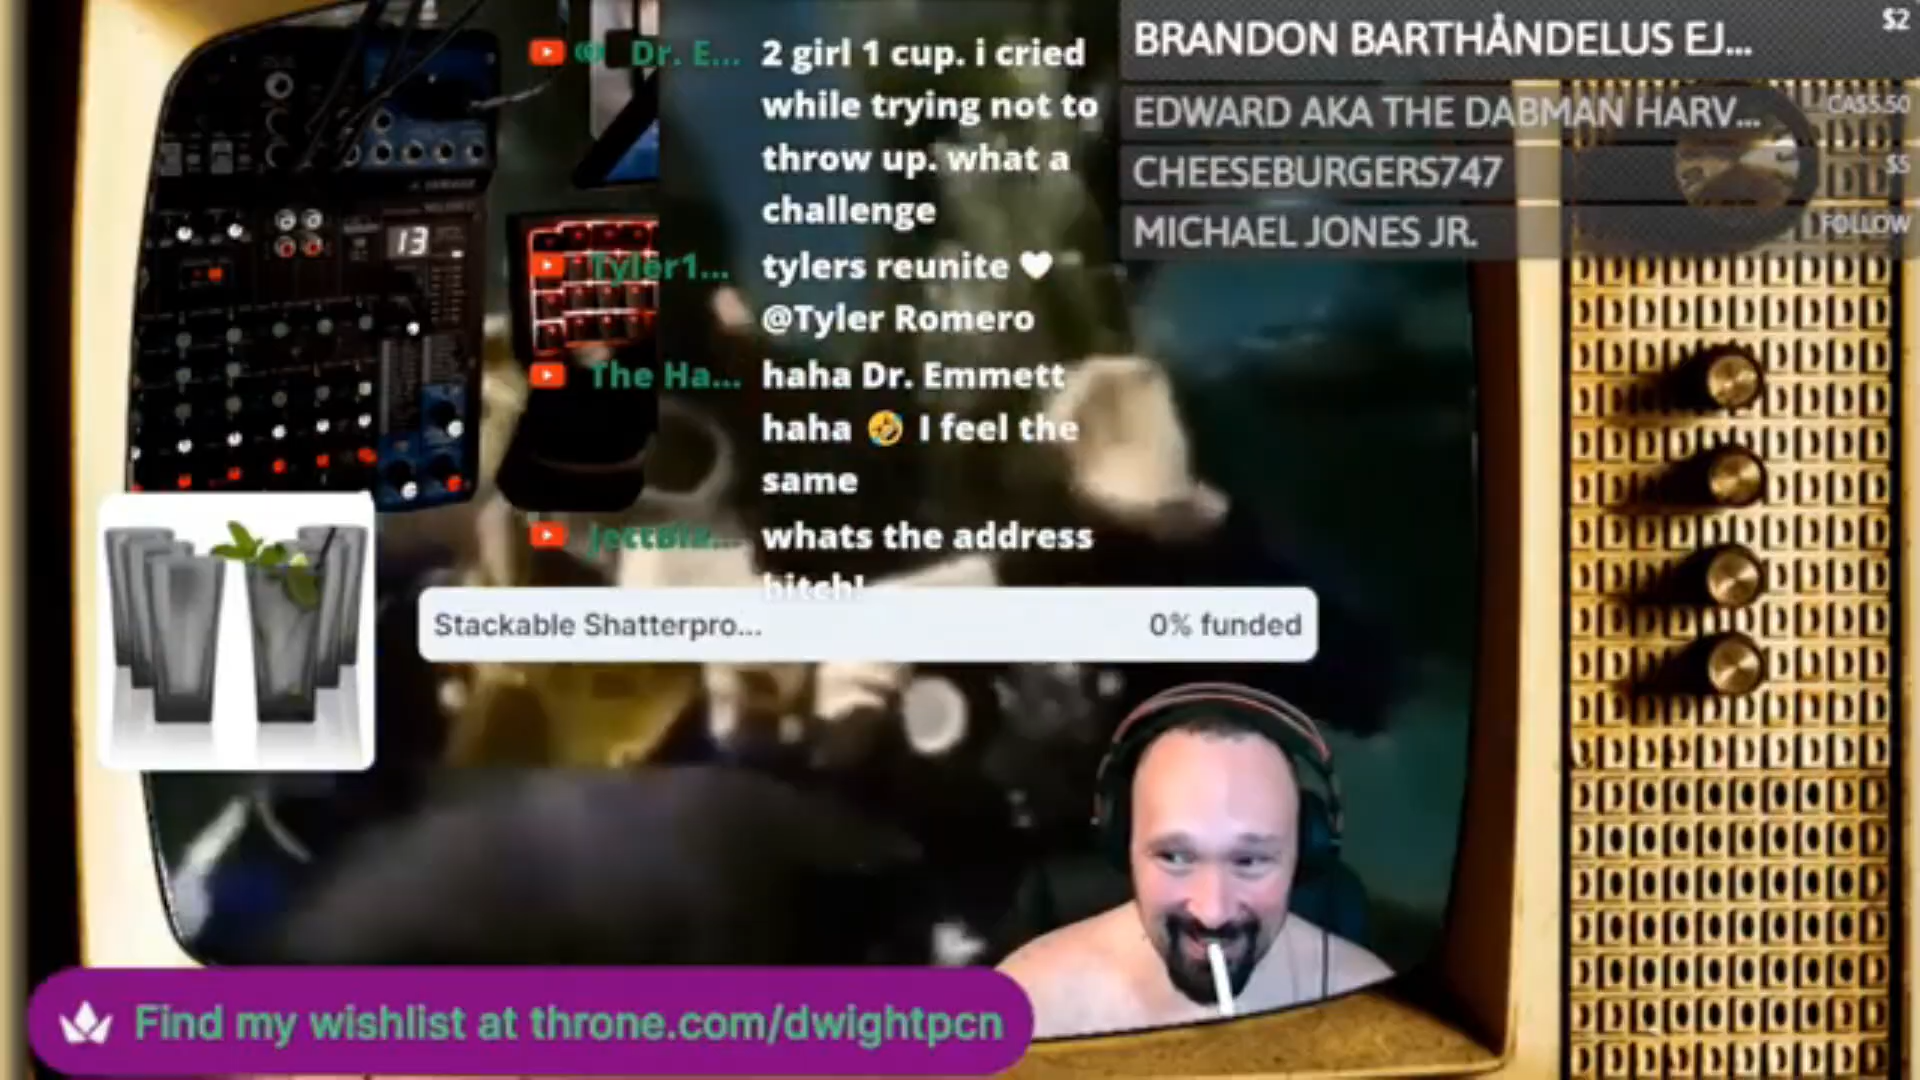 Dr. E... 2 girl 1 cup. i cried
while trying not to
throw up. what a
challenge
Tyler1... tylers reunite 🤍
@Tyler Romero
The Ha... haha Dr. Emmett
haha 🤣 I feel the
same
whats the address
bitch!
BRANDON BARTHÅNDELUS EJ... $2
EDWARD AKA THE DABMAN HARV... CA$5.50
CHEESEBURGERS747 $5
MICHAEL JONES JR. FOLLOW
13
Stackable Shatterpro... 0% funded
Find my wishlist at throne.com/dwightpcn